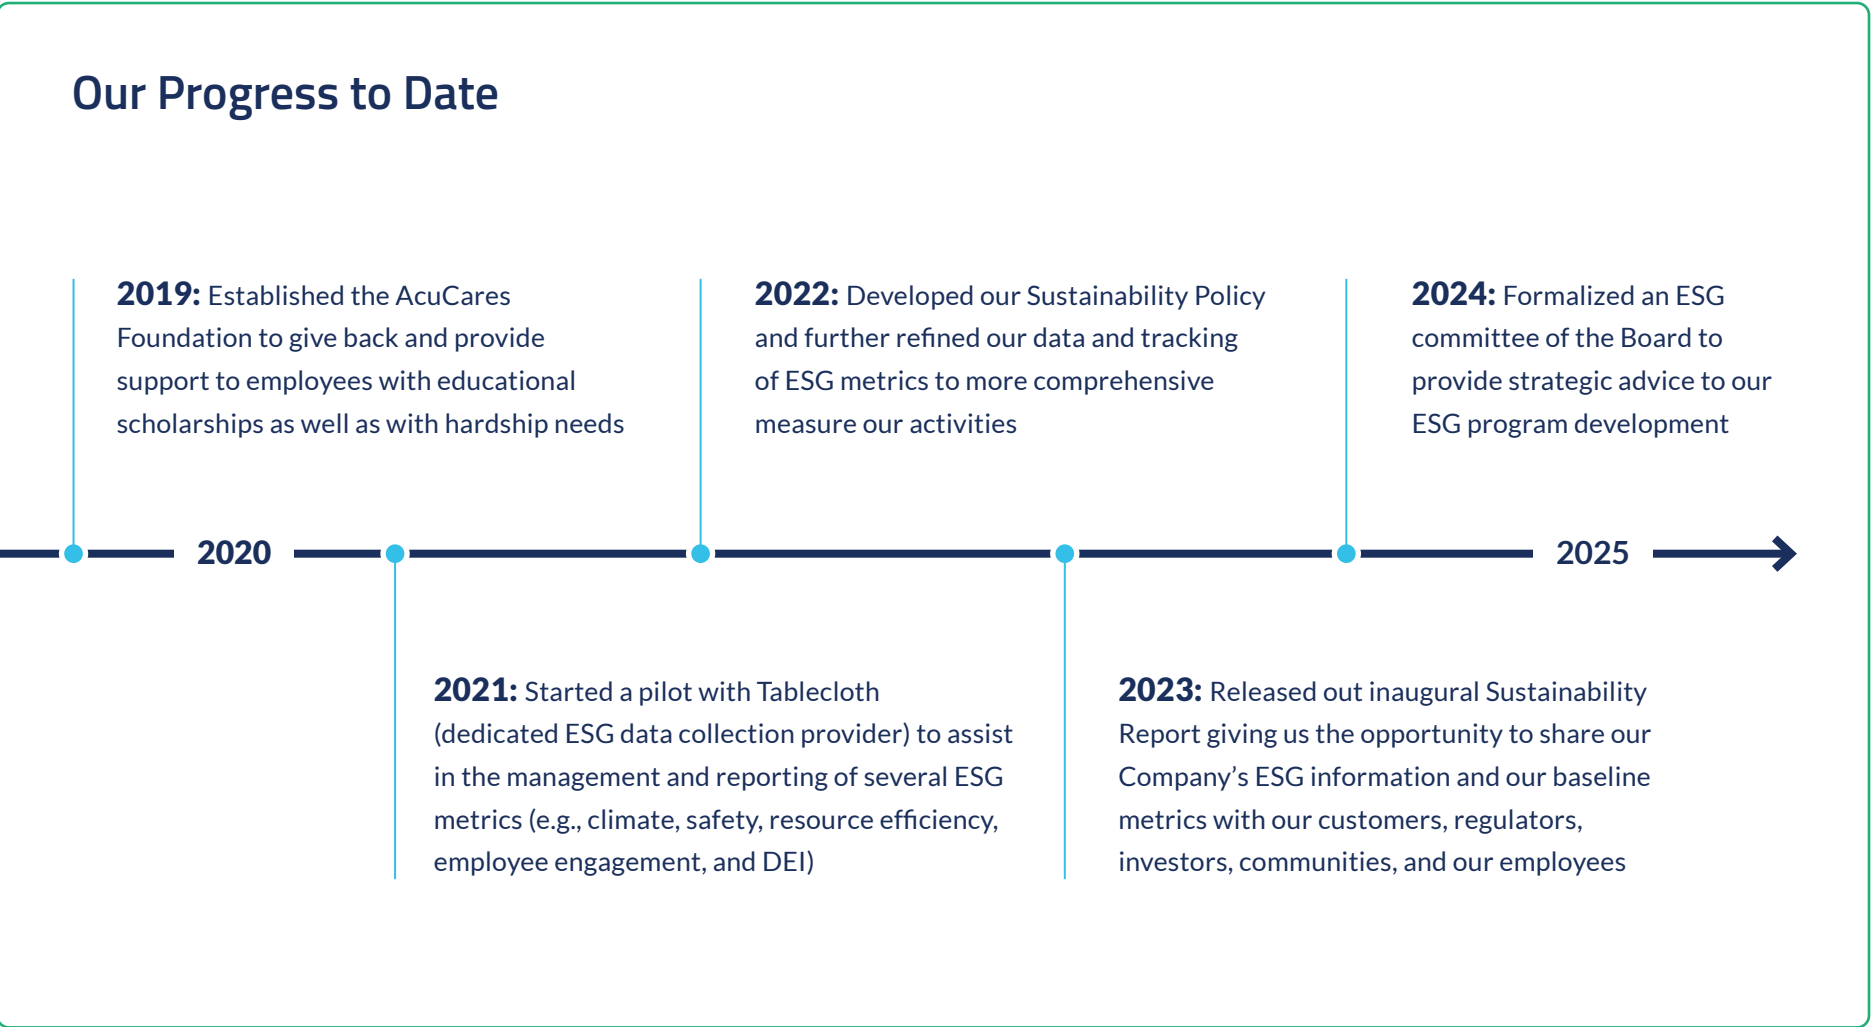 Our Progress to Date
2019: Established the AcuCares
Foundation to give back and provide
support to employees with educational
scholarships as well as with hardship needs
2022: Developed our Sustainability Policy
and further refined our data and tracking
of ESG metrics to more comprehensive
measure our activities
2024: Formalized an ESG
committee of the Board to
provide strategic advice to our
ESG program development
2020
2025
2021: Started a pilot with Tablecloth
(dedicated ESG data collection provider) to assist
in the management and reporting of several ESG
metrics (e.g., climate, safety, resource efficiency,
employee engagement, and DEI)
2023: Released out inaugural Sustainability
Report giving us the opportunity to share our
Company’s ESG information and our baseline
metrics with our customers, regulators,
investors, communities, and our employees